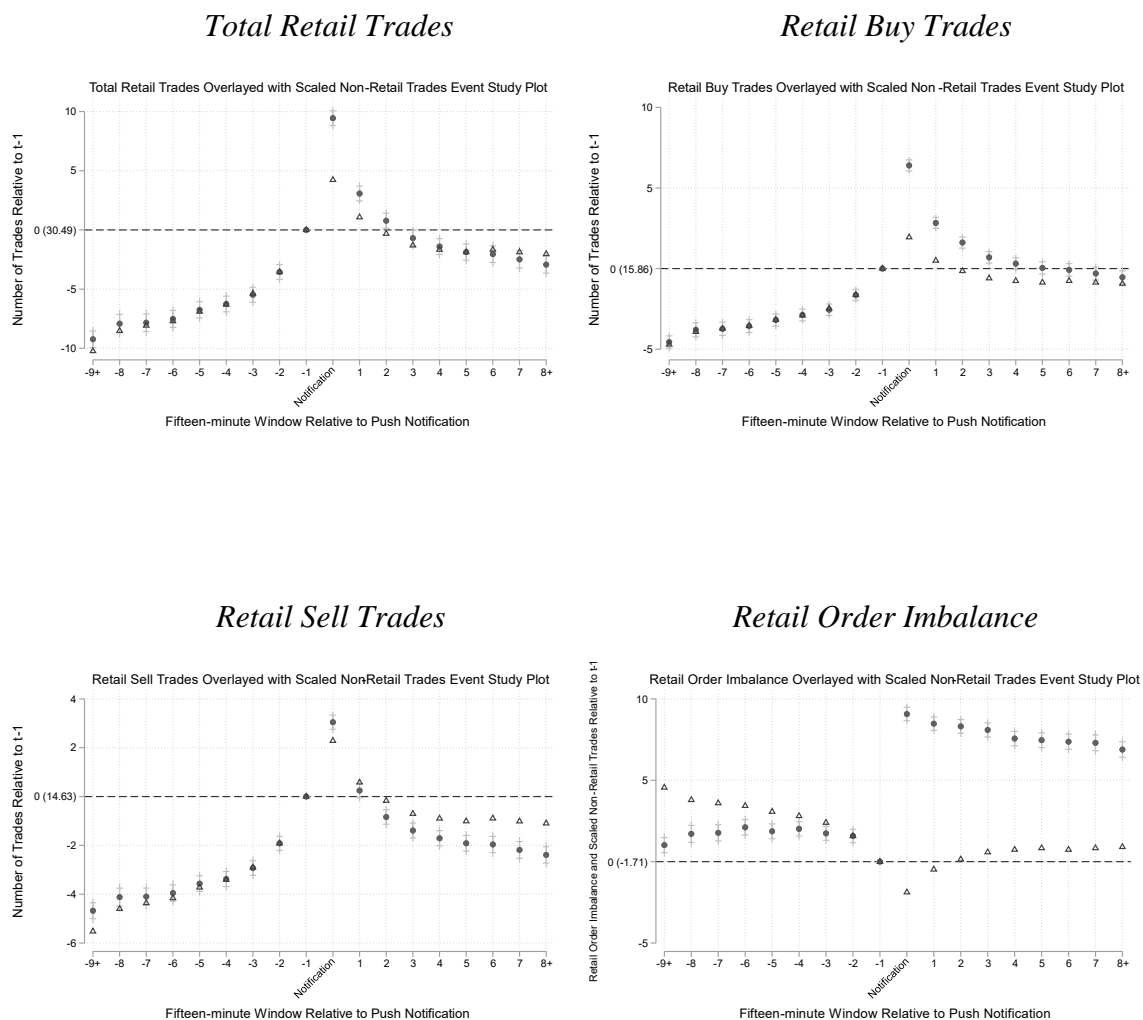 Total Retail Trades
Total Retail Trades Overlayed with Scaled Non-Retail Trades Event Study Plot
Number of Trades Relative to t-1
10
5
0 (30.49)
-5
-10
-9+ -8 -7 -6 -5 -4 -3 -2 -1 Notification 1 2 3 4 5 6 7 8+
Fifteen-minute Window Relative to Push Notification
Retail Buy Trades
Retail Buy Trades Overlayed with Scaled Non-Retail Trades Event Study Plot
Number of Trades Relative to t-1
10
5
0 (15.86)
-5
-9+ -8 -7 -6 -5 -4 -3 -2 -1 Notification 1 2 3 4 5 6 7 8+
Fifteen-minute Window Relative to Push Notification
Retail Sell Trades
Retail Sell Trades Overlayed with Scaled Non-Retail Trades Event Study Plot
Number of Trades Relative to t-1
4
2
0 (14.63)
-2
-4
-6
-9+ -8 -7 -6 -5 -4 -3 -2 -1 Notification 1 2 3 4 5 6 7 8+
Fifteen-minute Window Relative to Push Notification
Retail Order Imbalance
Retail Order Imbalance Overlayed with Scaled Non-Retail Trades Event Study Plot
Retail Order Imbalance and Scaled Non-Retail Trades Relative to t-1
10
5
0 (-1.71)
-5
-9+ -8 -7 -6 -5 -4 -3 -2 -1 Notification 1 2 3 4 5 6 7 8+
Fifteen-minute Window Relative to Push Notification